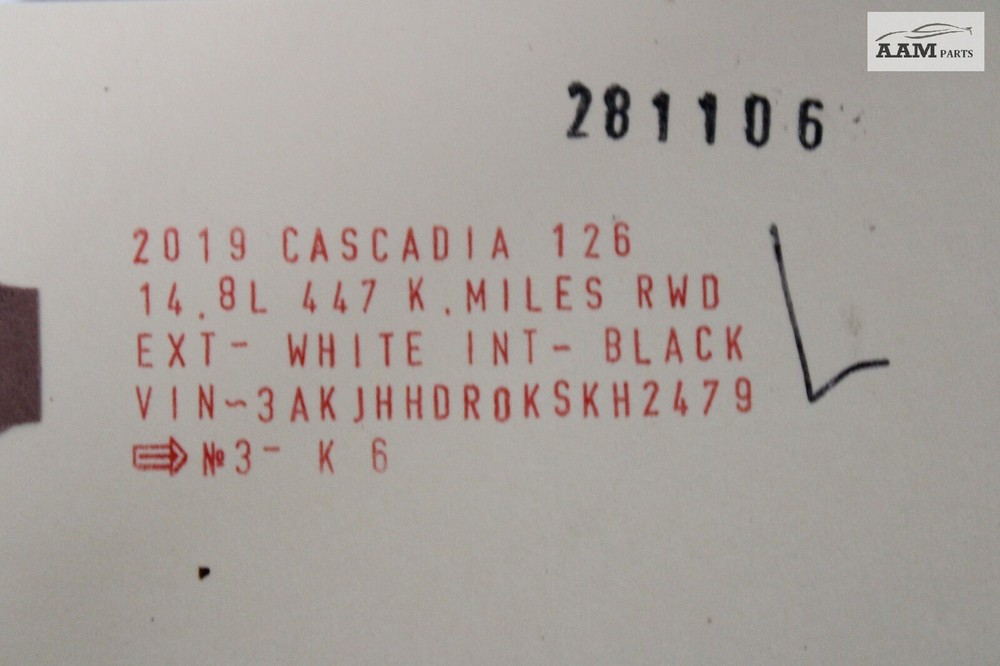 AAM PARTS
281106
2019 CASCADIA 126
14.8L 447 K.MILES RWD
EXT- WHITE INT- BLACK
VIN~3AKJHHDR0KSKH2479
⇒ №3- K 6
L